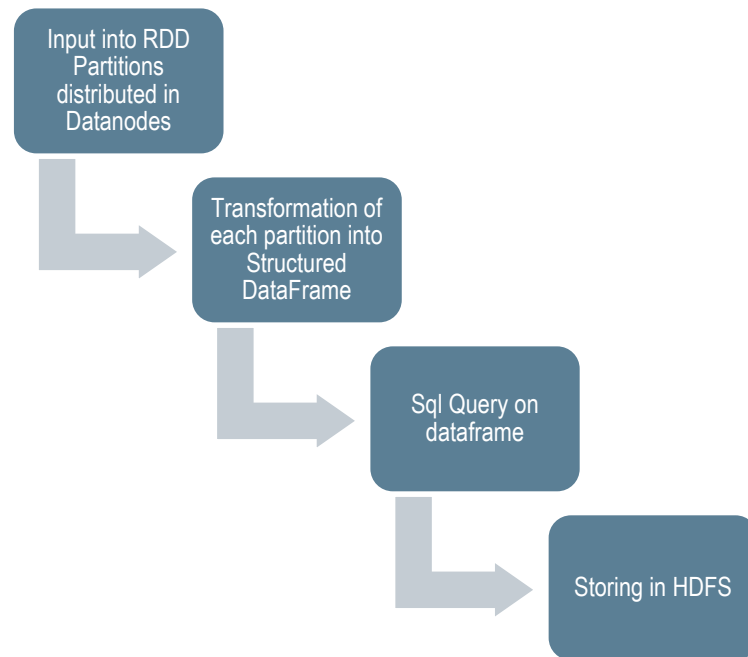 Input into RDD
Partitions
distributed in
Datanodes
Transformation of
each partition into
Structured
DataFrame
Sql Query on
dataframe
Storing in HDFS